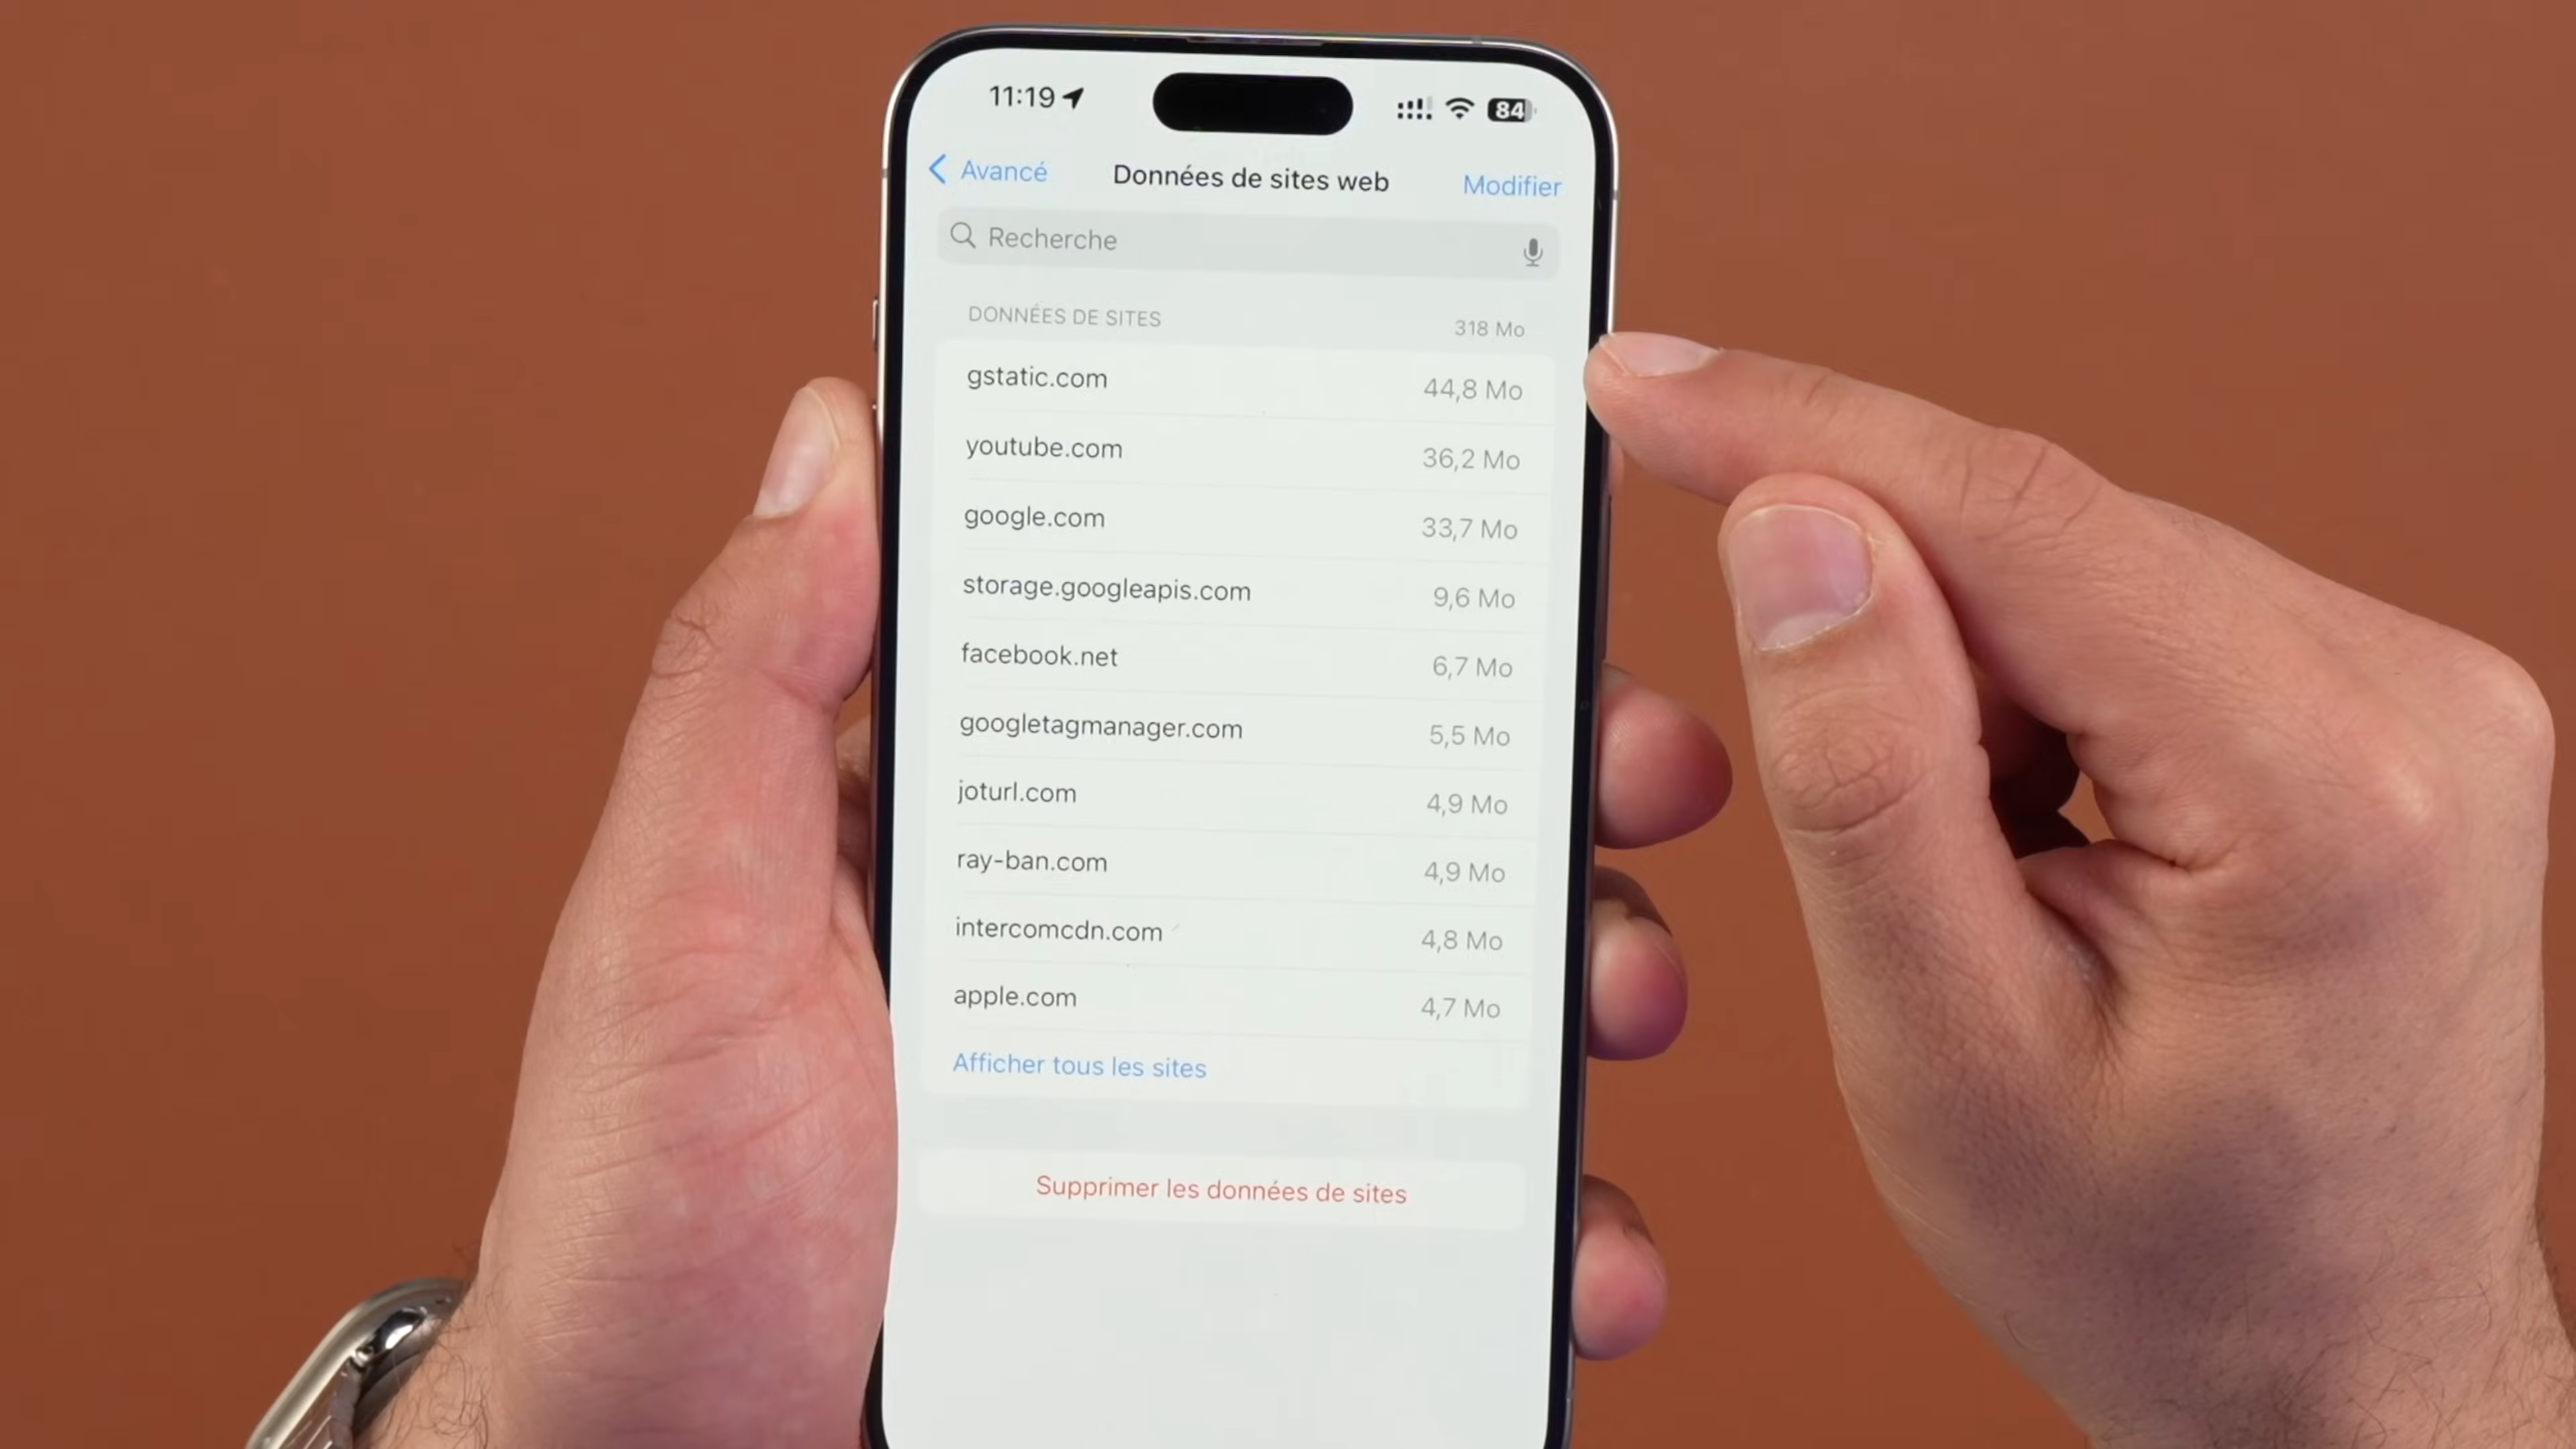 11:19 84
Avancé Données de sites web Modifier
Recherche
DONNÉES DE SITES 318 Mo
gstatic.com 44,8 Mo
youtube.com 36,2 Mo
google.com 33,7 Mo
storage.googleapis.com 9,6 Mo
facebook.net 6,7 Mo
googletagmanager.com 5,5 Mo
joturl.com 4,9 Mo
ray-ban.com 4,9 Mo
intercomcdn.com 4,8 Mo
apple.com 4,7 Mo
Afficher tous les sites
Supprimer les données de sites